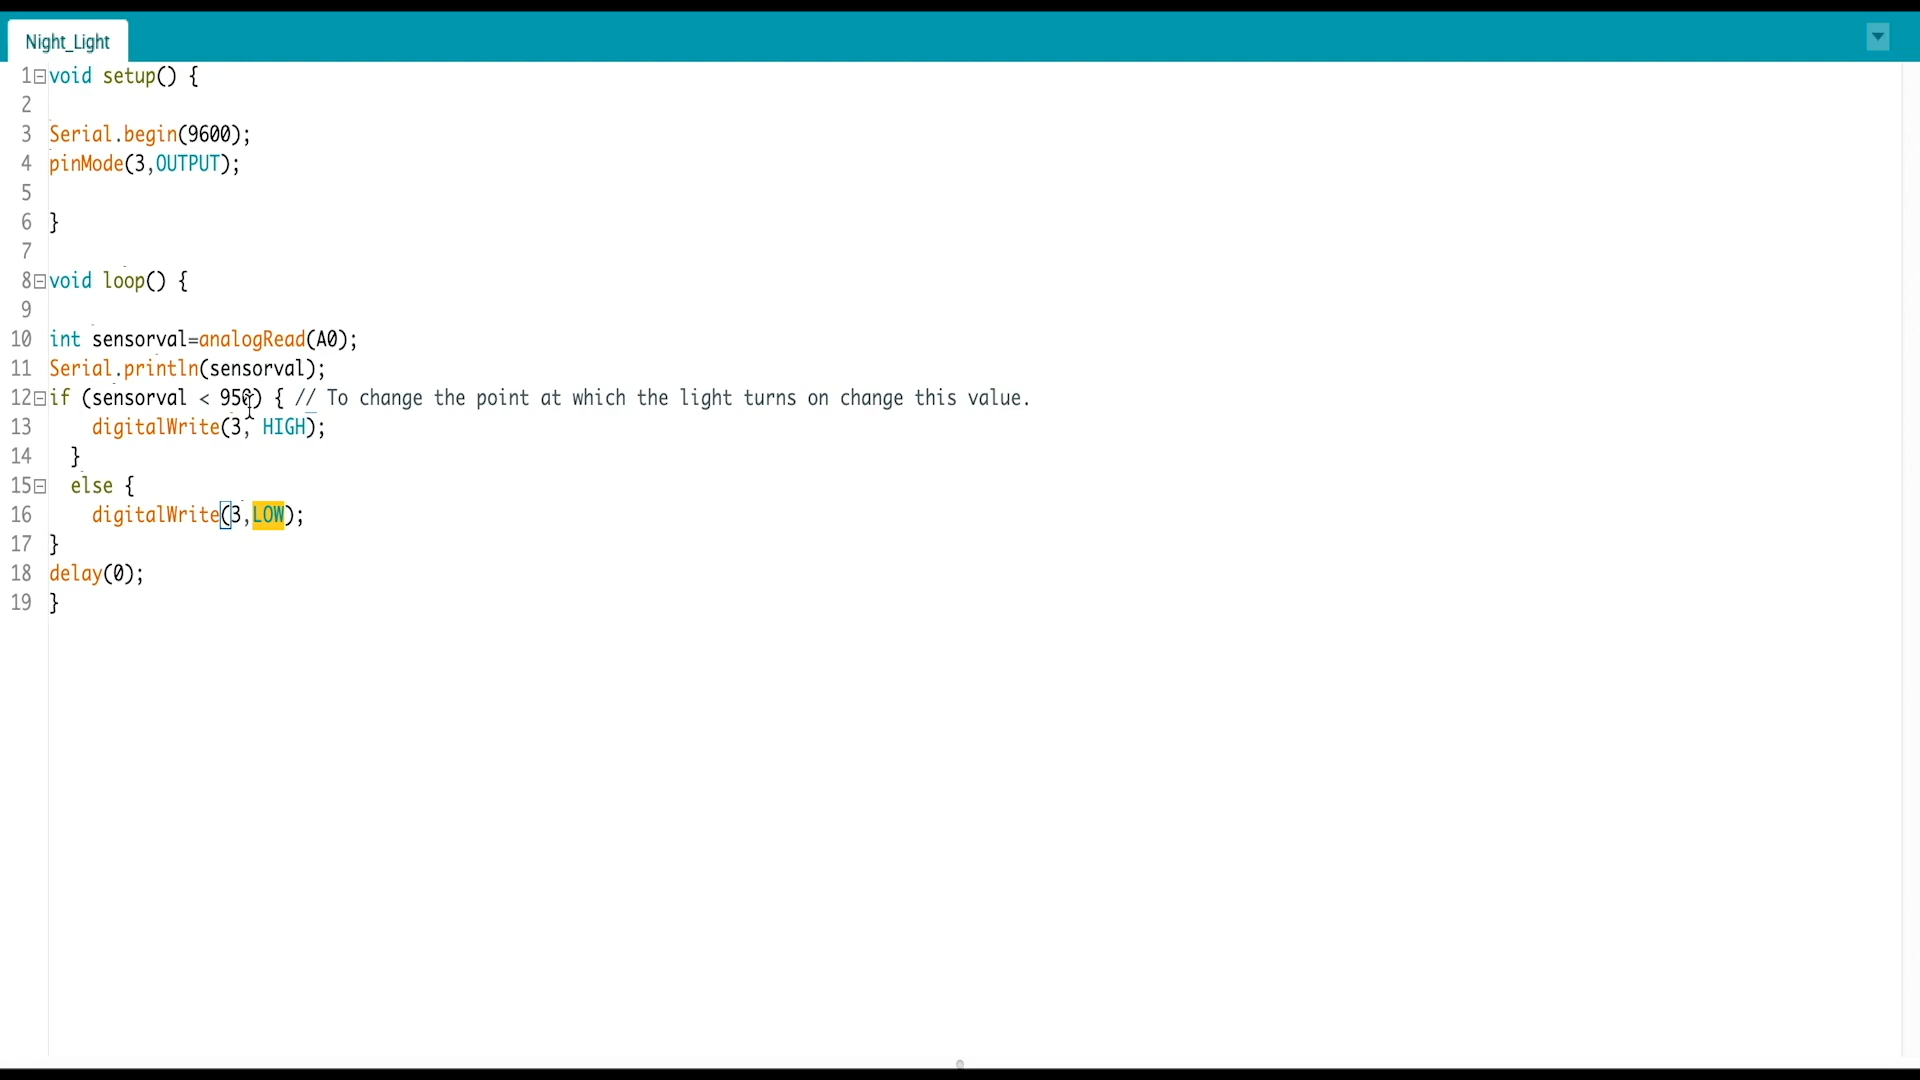 Night_Light
1 void setup() {
2
3 Serial.begin(9600);
4 pinMode(3,OUTPUT);
5
6 }
7
8 void loop() {
9
10 int sensorval=analogRead(A0);
11 Serial.println(sensorval);
12 if (sensorval < 950) { // To change the point at which the light turns on change this value.
13 digitalWrite(3, HIGH);
14 }
15 else {
16 digitalWrite(3,LOW);
17 }
18 delay(0);
19 }